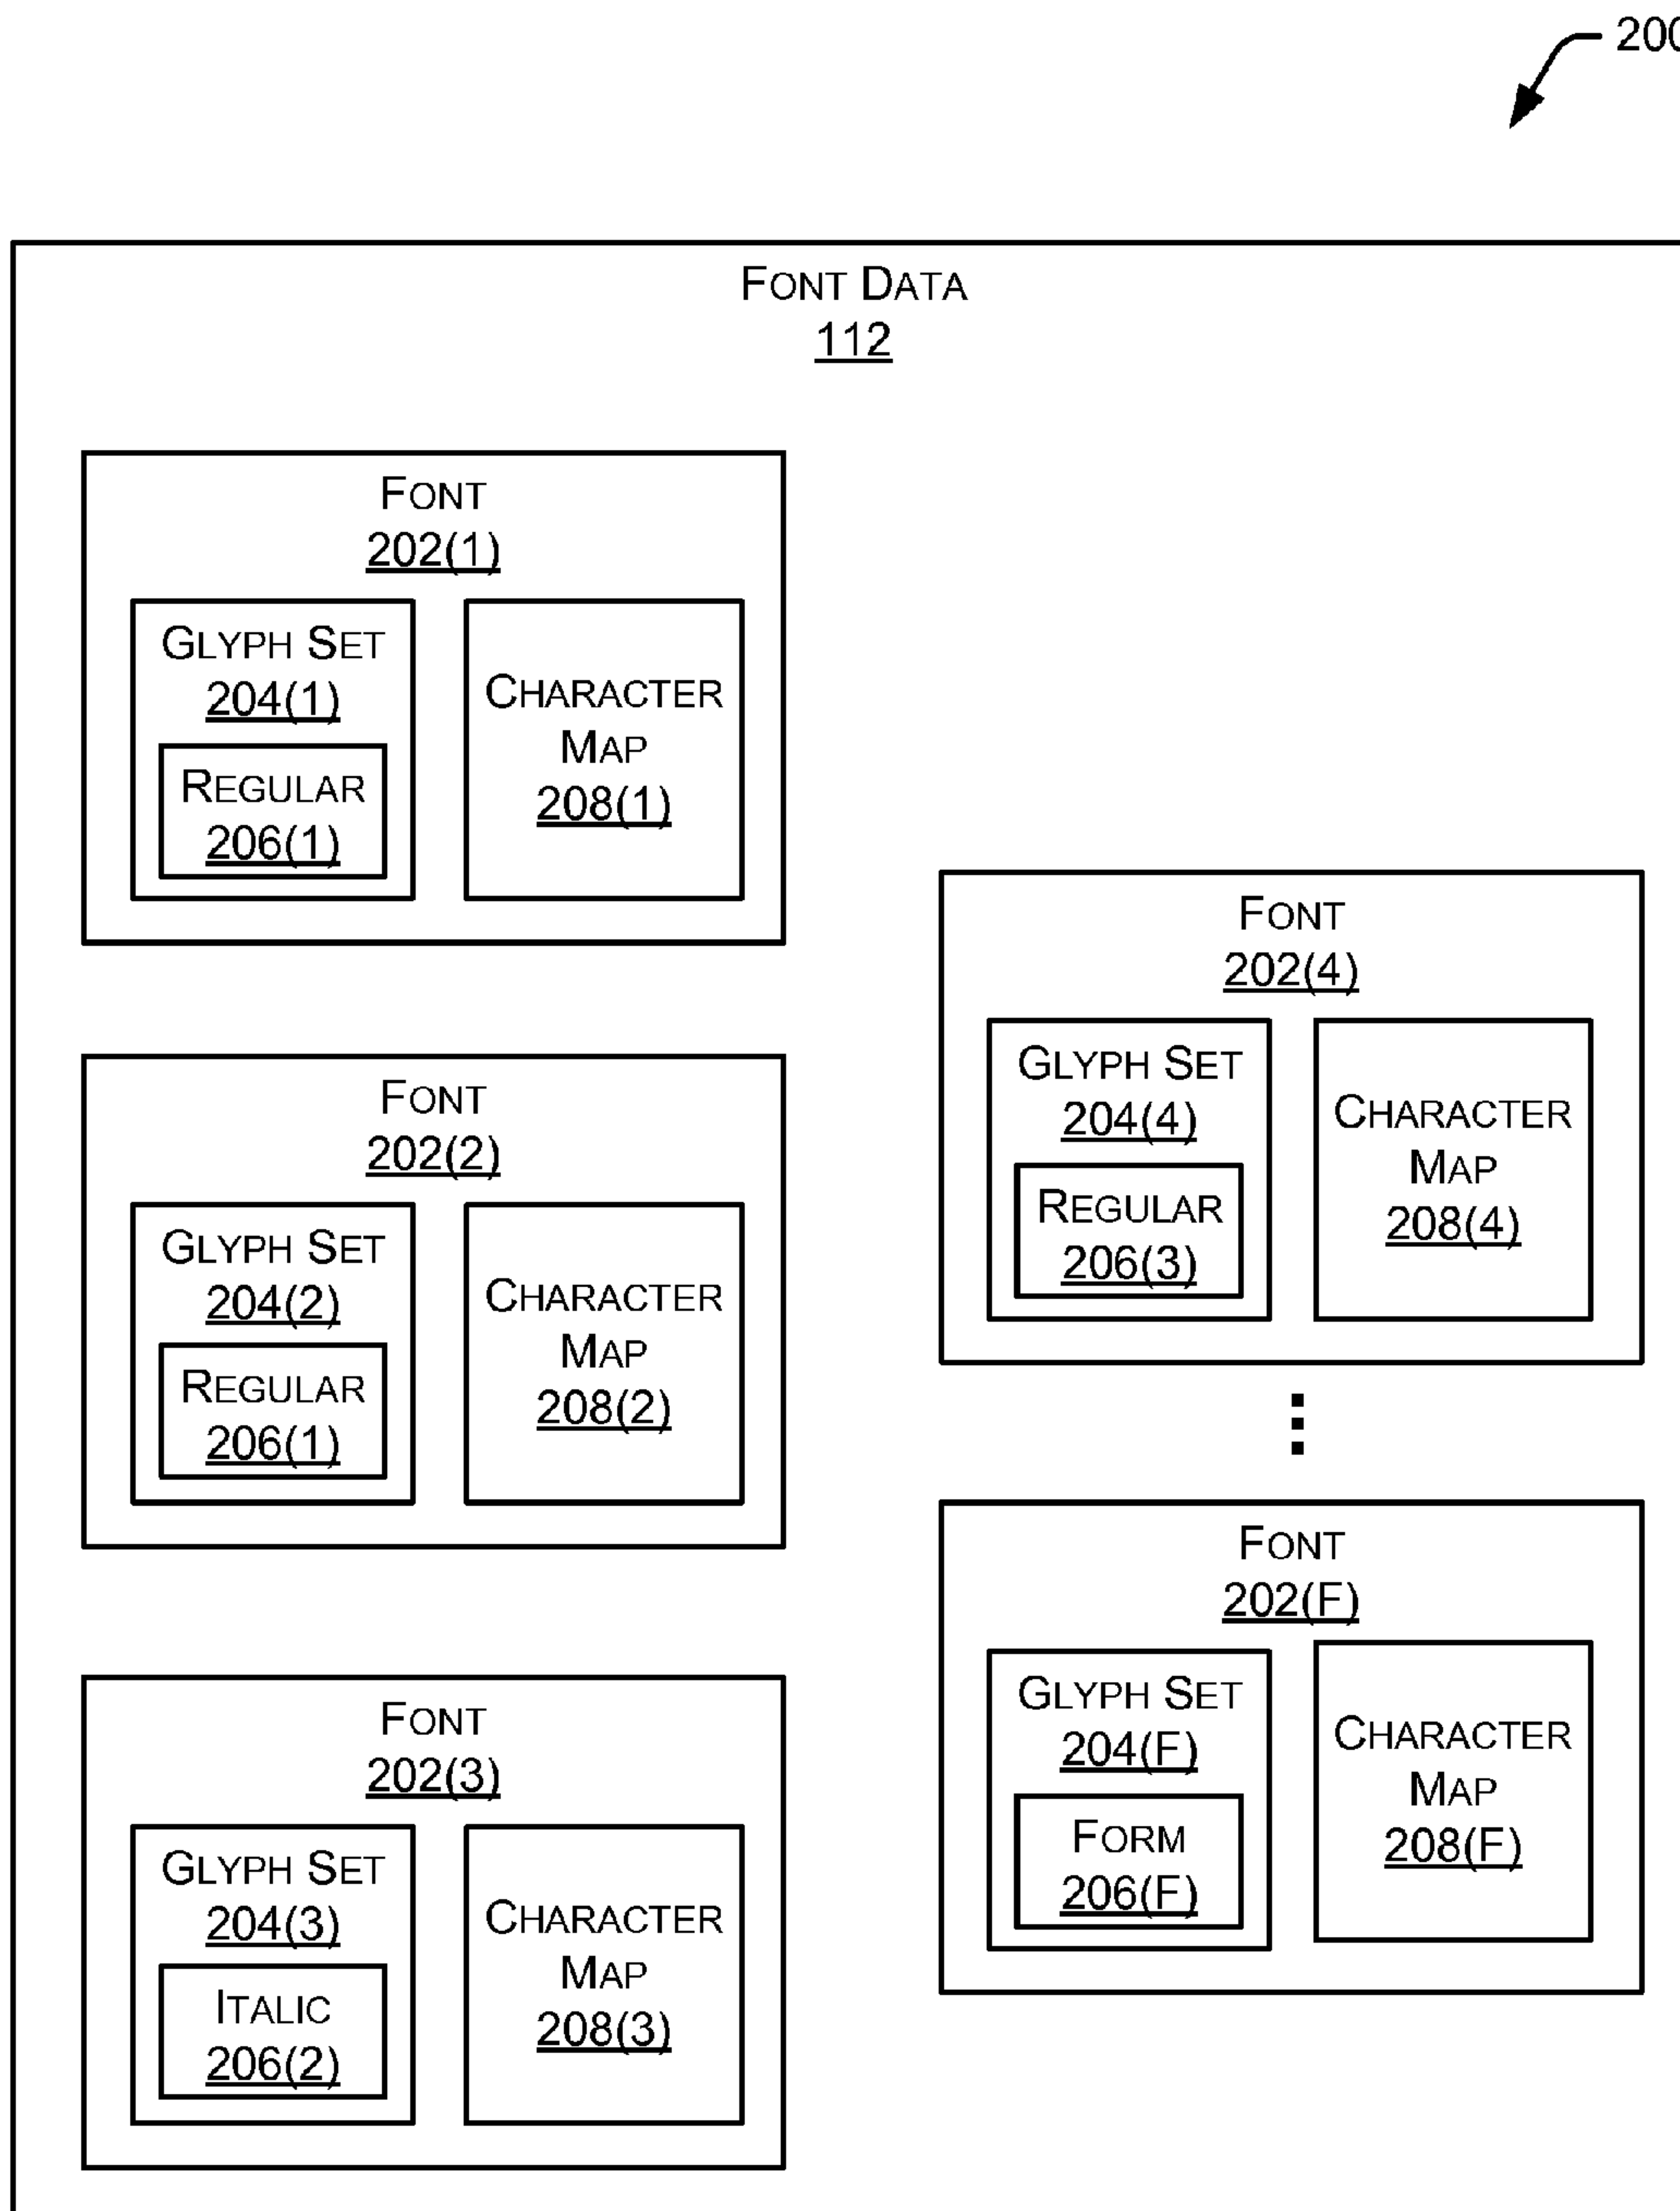 200
FONT DATA
112
FONT
202(1)
GLYPH SET
204(1)
REGULAR
206(1)
CHARACTER
MAP
208(1)
FONT
202(2)
GLYPH SET
204(2)
REGULAR
206(1)
CHARACTER
MAP
208(2)
FONT
202(3)
GLYPH SET
204(3)
ITALIC
206(2)
CHARACTER
MAP
208(3)
FONT
202(4)
GLYPH SET
204(4)
REGULAR
206(3)
CHARACTER
MAP
208(4)
FONT
202(F)
GLYPH SET
204(F)
FORM
206(F)
CHARACTER
MAP
208(F)